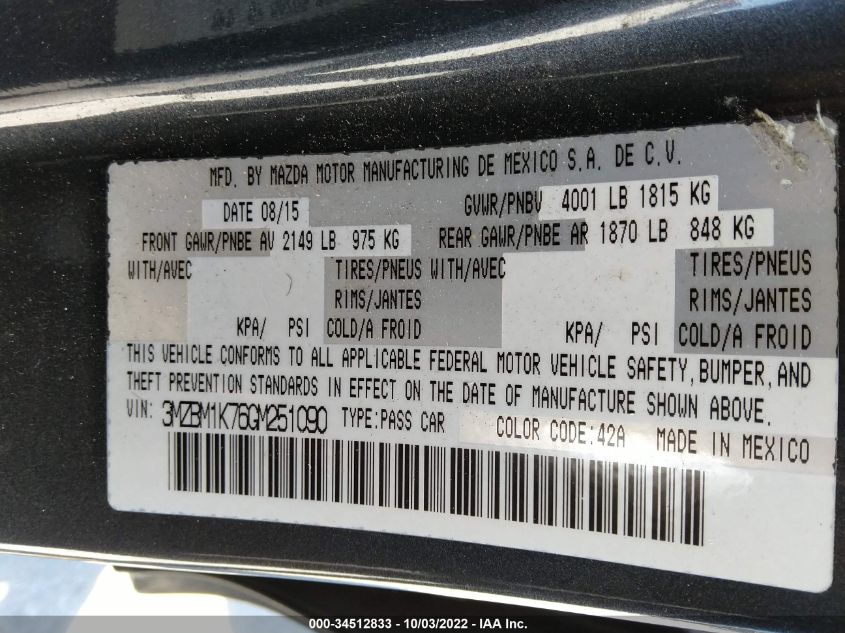 MFD. BY MAZDA MOTOR MANUFACTURING DE MEXICO S.A. DE C.V.
DATE 08/15 GVWR/PNBV 4001 LB 1815 KG
FRONT GAWR/PNBE AV 2149 LB 975 KG REAR GAWR/PNBE AR 1870 LB 848 KG
WITH/AVEC TIRES/PNEUS WITH/AVEC TIRES/PNEUS
RIMS/JANTES RIMS/JANTES
KPA/ PSI COLD/A FROID KPA/ PSI COLD/A FROID
THIS VEHICLE CONFORMS TO ALL APPLICABLE FEDERAL MOTOR VEHICLE SAFETY, BUMPER, AND
THEFT PREVENTION STANDARDS IN EFFECT ON THE DATE OF MANUFACTURE SHOWN ABOVE.
VIN: 3MZBM1K76GM251090 TYPE:PASS CAR COLOR CODE:42A MADE IN MEXICO
000-34512833 - 10/03/2022 - IAA Inc.